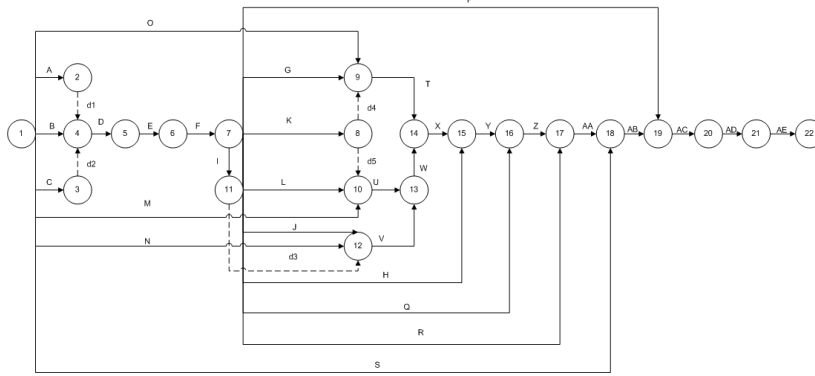 O
A
2
G
9
T
d1
d4
1
B
4
D
5
E
6
F
7
K
8
14
X
15
Y
16
Z
17
AA
18
AB
19
AC
20
AD
21
AE
22
d2
I
d5
W
C
3
11
L
10
U
13
M
J
N
12
V
d3
H
Q
R
S